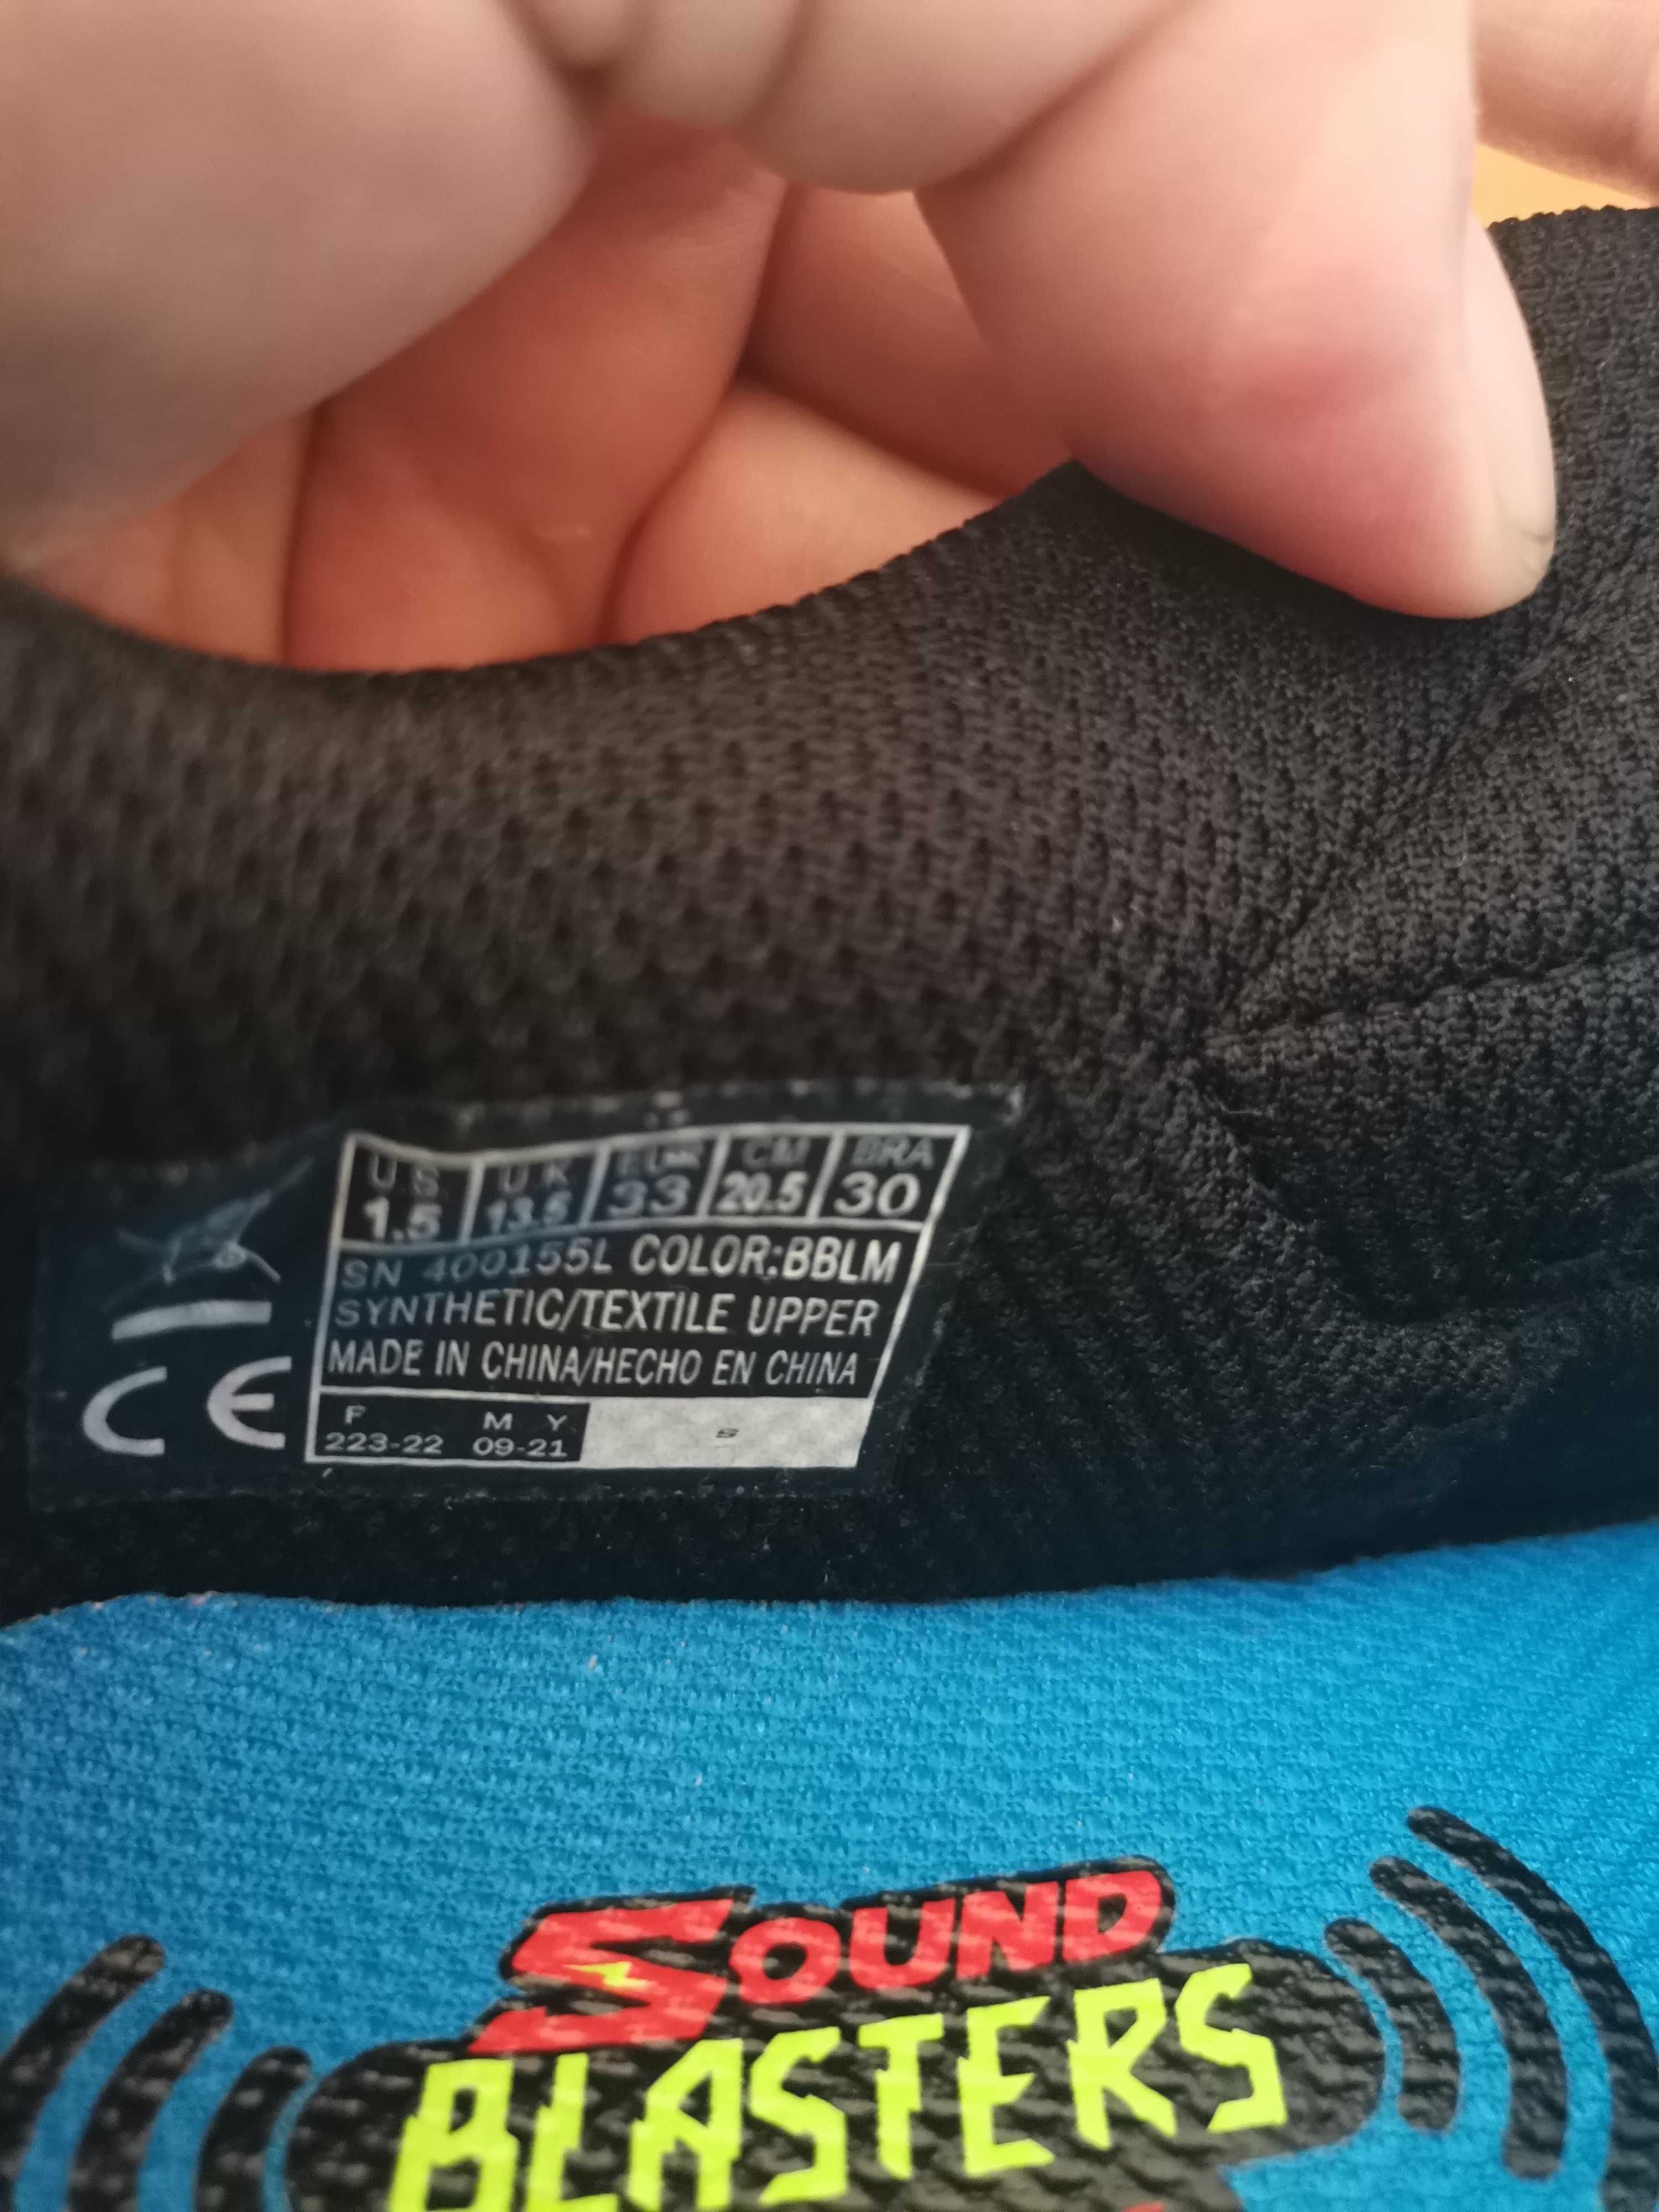 US UK EUR CM BRA
1.5 13.5 33 20.5 30
SN 400155L COLOR:BBLM
SYNTHETIC/TEXTILE UPPER
MADE IN CHINA/HECHO EN CHINA
F M Y
223-22 09-21 S
CE
SOUND
BLASTERS